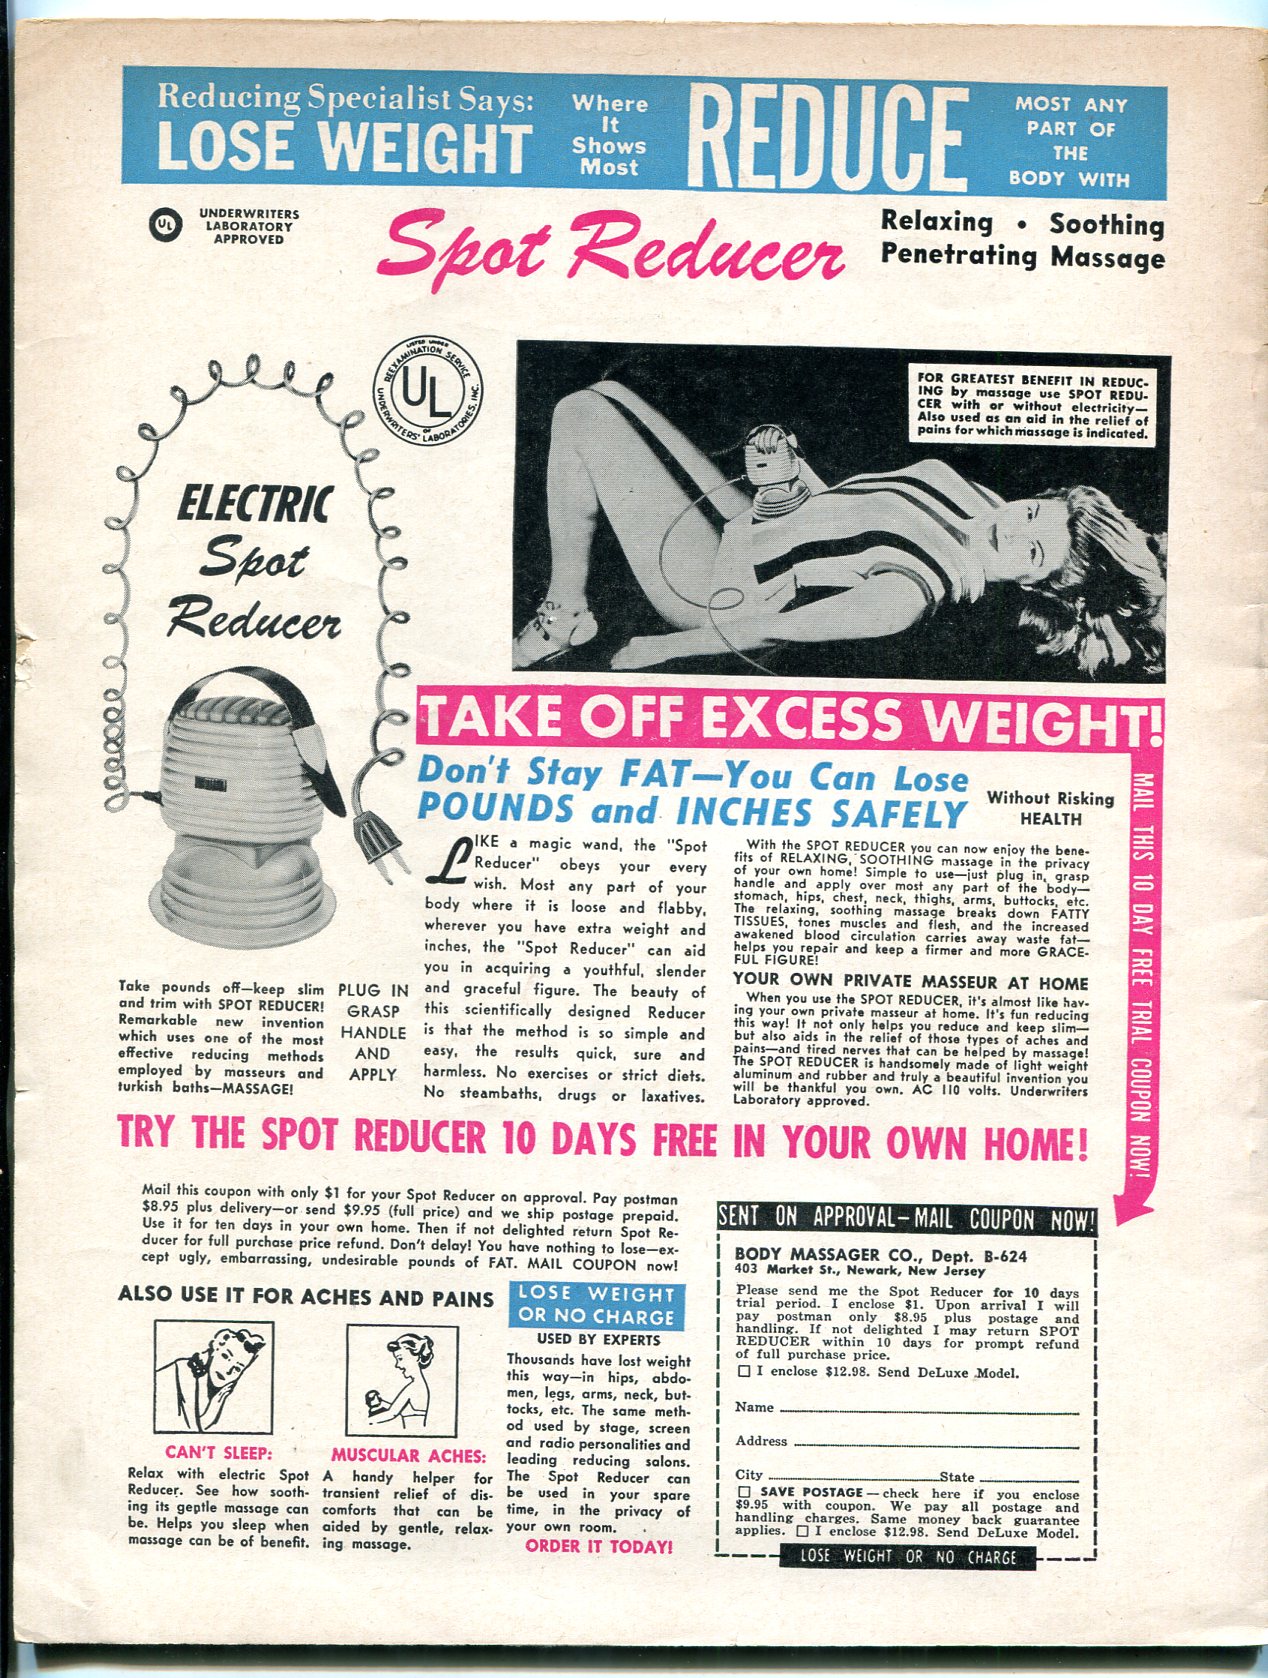 Reducing Specialist Says:
LOSE WEIGHT
Where
It
Shows
Most
REDUCE
MOST ANY
PART OF
THE
BODY WITH
UL
UNDERWRITERS
LABORATORY
APPROVED
Spot Reducer
Relaxing • Soothing
Penetrating Massage
LISTED UNDER
REEXAMINATION SERVICE
UL
OF
UNDERWRITERS' LABORATORIES, INC.
FOR GREATEST BENEFIT IN REDUC-
ING by massage use SPOT REDU-
CER with or without electricity—
Also used as an aid in the relief of
pains for which massage is indicated.
ELECTRIC
Spot
Reducer
TAKE OFF EXCESS WEIGHT!
Don't Stay FAT—You Can Lose
POUNDS and INCHES SAFELY
Without Risking
HEALTH
MAIL THIS 10 DAY FREE TRIAL COUPON NOW!
Take pounds off—keep slim
and trim with SPOT REDUCER!
Remarkable new invention
which uses one of the most
effective reducing methods
employed by masseurs and
turkish baths—MASSAGE!
PLUG IN
GRASP
HANDLE
AND
APPLY
LIKE a magic wand, the "Spot
Reducer" obeys your every
wish. Most any part of your
body where it is loose and flabby,
wherever you have extra weight and
inches, the "Spot Reducer" can aid
you in acquiring a youthful, slender
and graceful figure. The beauty of
this scientifically designed Reducer
is that the method is so simple and
easy, the results quick, sure and
harmless. No exercises or strict diets.
No steambaths, drugs or laxatives.
With the SPOT REDUCER you can now enjoy the bene-
fits of RELAXING, SOOTHING massage in the privacy
of your own home! Simple to use—just plug in, grasp
handle and apply over most any part of the body—
stomach, hips, chest, neck, thighs, arms, buttocks, etc.
The relaxing, soothing massage breaks down FATTY
TISSUES, tones muscles and flesh, and the increased
awakened blood circulation carries away waste fat—
helps you repair and keep a firmer and more GRACE-
FUL FIGURE!
YOUR OWN PRIVATE MASSEUR AT HOME
When you use the SPOT REDUCER, it's almost like hav-
ing your own private masseur at home. It's fun reducing
this way! It not only helps you reduce and keep slim—
but also aids in the relief of those types of aches and
pains—and tired nerves that can be helped by massage!
The SPOT REDUCER is handsomely made of light weight
aluminum and rubber and truly a beautiful invention you
will be thankful you own. AC 110 volts. Underwriters
Laboratory approved.
TRY THE SPOT REDUCER 10 DAYS FREE IN YOUR OWN HOME!
Mail this coupon with only $1 for your Spot Reducer on approval. Pay postman
$8.95 plus delivery—or send $9.95 (full price) and we ship postage prepaid.
Use it for ten days in your own home. Then if not delighted return Spot Re-
ducer for full purchase price refund. Don't delay! You have nothing to lose—ex-
cept ugly, embarrassing, undesirable pounds of FAT. MAIL COUPON now!
ALSO USE IT FOR ACHES AND PAINS
CAN'T SLEEP:
Relax with electric Spot
Reducer. See how sooth-
ing its gentle massage can
be. Helps you sleep when
massage can be of benefit.
MUSCULAR ACHES:
A handy helper for
transient relief of dis-
comforts that can be
aided by gentle, relax-
ing massage.
LOSE WEIGHT
OR NO CHARGE
USED BY EXPERTS
Thousands have lost weight
this way—in hips, abdo-
men, legs, arms, neck, but-
tocks, etc. The same meth-
od used by stage, screen
and radio personalities and
leading reducing salons.
The Spot Reducer can
be used in your spare
time, in the privacy of
your own room.
ORDER IT TODAY!
SENT ON APPROVAL—MAIL COUPON NOW!
BODY MASSAGER CO., Dept. B-624
403 Market St., Newark, New Jersey
Please send me the Spot Reducer for 10 days
trial period. I enclose $1. Upon arrival I will
pay postman only $8.95 plus postage and
handling. If not delighted I may return SPOT
REDUCER within 10 days for prompt refund
of full purchase price.
☐ I enclose $12.98. Send DeLuxe Model.
Name
Address
City State
☐ SAVE POSTAGE—check here if you enclose
$9.95 with coupon. We pay all postage and
handling charges. Same money back guarantee
applies. ☐ I enclose $12.98. Send DeLuxe Model.
LOSE WEIGHT OR NO CHARGE